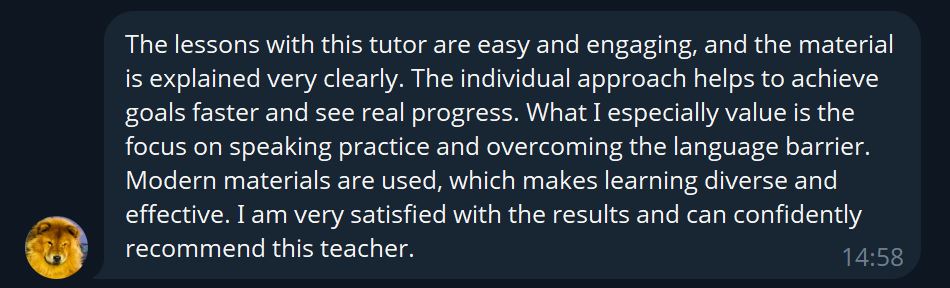 The lessons with this tutor are easy and engaging, and the material
is explained very clearly. The individual approach helps to achieve
goals faster and see real progress. What I especially value is the
focus on speaking practice and overcoming the language barrier.
Modern materials are used, which makes learning diverse and
effective. I am very satisfied with the results and can confidently
recommend this teacher.
14:58